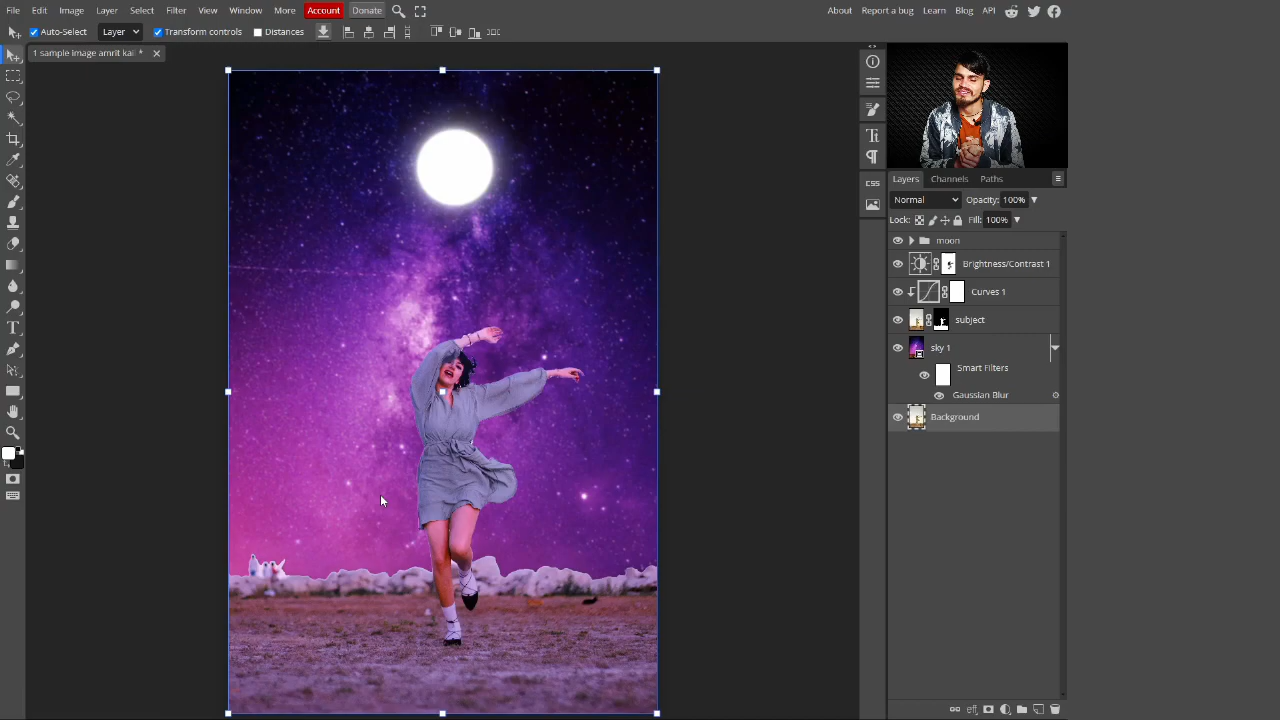 File Edit Image Layer Select Filter View Window More Account Donate About Report a bug Learn Blog API
Auto-Select Layer Transform controls Distances
1 sample image amrit kai *
Layers Channels Paths
Normal Opacity: 100%
Lock: Fill: 100%
moon
Brightness/Contrast 1
Curves 1
subject
sky 1
Smart Filters
Gaussian Blur
Background
CSS
eff